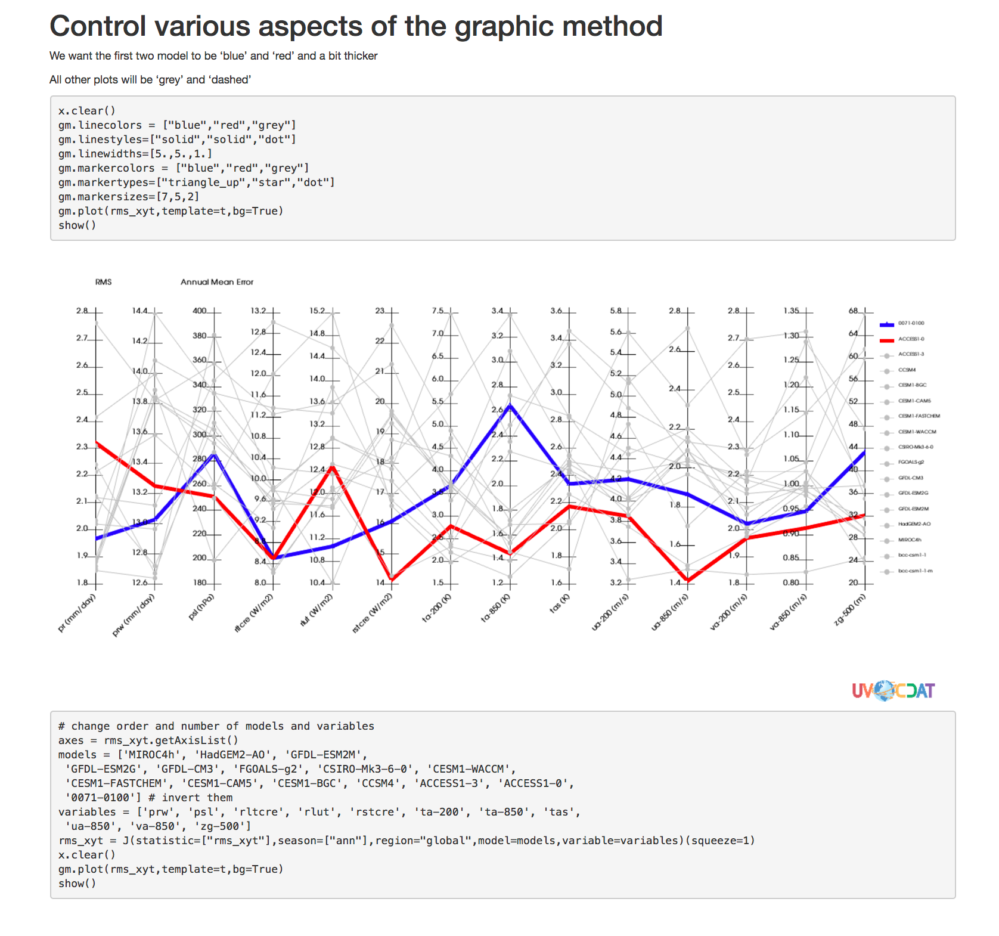 Control various aspects of the graphic method
We want the first two model to be ‘blue’ and ‘red’ and a bit thicker
All other plots will be ‘grey’ and ‘dashed’
x.clear()
gm.linecolors = ["blue","red","grey"]
gm.linestyles=["solid","solid","dot"]
gm.linewidths=[5.,5.,1.]
gm.markercolors = ["blue","red","grey"]
gm.markertypes=["triangle_up","star","dot"]
gm.markersizes=[7,5,2]
gm.plot(rms_xyt,template=t,bg=True)
show()
RMS Annual Mean Error
2.8 2.7 2.6 2.5 2.4 2.3 2.2 2.1 2.0 1.9 1.8
14.4 14.2 14.0 13.8 13.6 13.4 13.2 13.0 12.8 12.6
400 380 360 340 320 300 280 260 240 220 200 180
13.2 12.8 12.4 12.0 11.6 11.2 10.8 10.4 10.0 9.6 9.2 8.8 8.4 8.0
15.2 14.8 14.4 14.0 13.6 13.2 12.8 12.4 12.0 11.6 11.2 10.8 10.4
23 22 21 20 19 18 17 16 15 14
7.5 7.0 6.5 6.0 5.5 5.0 4.5 4.0 3.5 3.0 2.5 2.0 1.5
3.4 3.2 3.0 2.8 2.6 2.4 2.2 2.0 1.8 1.6 1.4 1.2
3.6 3.4 3.2 3.0 2.8 2.6 2.4 2.2 2.0 1.8 1.6
5.8 5.6 5.4 5.2 5.0 4.8 4.6 4.4 4.2 4.0 3.8 3.6 3.4 3.2
2.8 2.6 2.4 2.2 2.0 1.8 1.6 1.4
2.8 2.7 2.6 2.5 2.4 2.3 2.2 2.1 2.0 1.9 1.8
1.35 1.30 1.25 1.20 1.15 1.10 1.05 1.00 0.95 0.90 0.85 0.80
68 64 60 56 52 48 44 40 36 32 28 24 20
pr (mm/day)
prw (mm/day)
psl (hPa)
rltcre (W/m2)
rlut (W/m2)
rstcre (W/m2)
ta-200 (K)
ta-850 (K)
tas (K)
ua-200 (m/s)
ua-850 (m/s)
va-200 (m/s)
va-850 (m/s)
zg-500 (m)
0071-0100
ACCESS1-0
ACCESS1-3
CCSM4
CESM1-BGC
CESM1-CAM5
CESM1-FASTCHEM
CESM1-WACCM
CSIRO-Mk3-6-0
FGOALS-g2
GFDL-CM3
GFDL-ESM2G
GFDL-ESM2M
HadGEM2-AO
MIROC4h
bcc-csm1-1
bcc-csm1-1-m
UV CDAT
# change order and number of models and variables
axes = rms_xyt.getAxisList()
models = ['MIROC4h', 'HadGEM2-AO', 'GFDL-ESM2M',
'GFDL-ESM2G', 'GFDL-CM3', 'FGOALS-g2', 'CSIRO-Mk3-6-0', 'CESM1-WACCM',
'CESM1-FASTCHEM', 'CESM1-CAM5', 'CESM1-BGC', 'CCSM4', 'ACCESS1-3', 'ACCESS1-0',
'0071-0100'] # invert them
variables = ['prw', 'psl', 'rltcre', 'rlut', 'rstcre', 'ta-200', 'ta-850', 'tas',
'ua-850', 'va-850', 'zg-500']
rms_xyt = J(statistic=["rms_xyt"],season=["ann"],region="global",model=models,variable=variables)(squeeze=1)
x.clear()
gm.plot(rms_xyt,template=t,bg=True)
show()